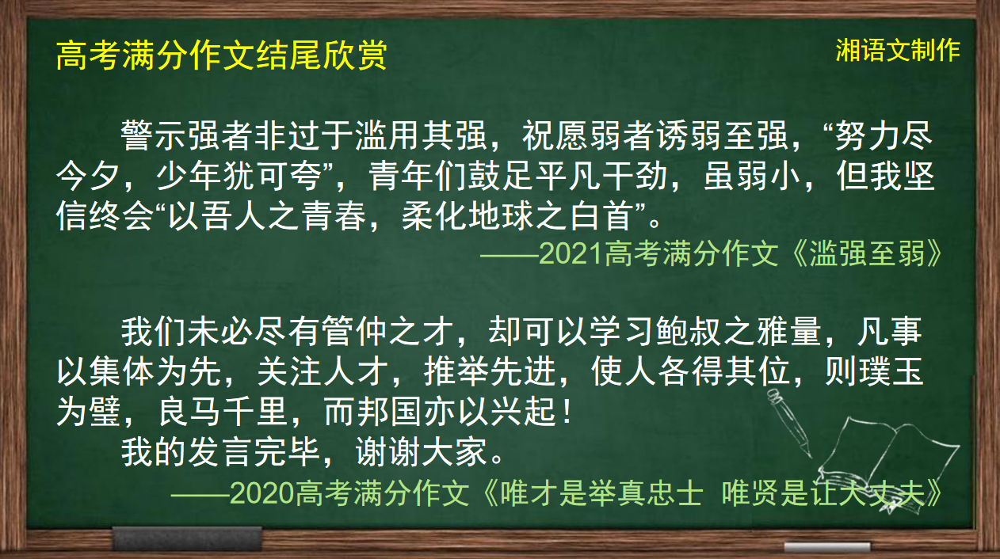 高考满分作文结尾欣赏
湘语文制作
警示强者非过于滥用其强，祝愿弱者诱弱至强，“努力尽
今夕，少年犹可夸”，青年们鼓足平凡干劲，虽弱小，但我坚
信终会“以吾人之青春，柔化地球之白首”。
——2021高考满分作文《滥强至弱》
我们未必尽有管仲之才，却可以学习鲍叔之雅量，凡事
以集体为先，关注人才，推举先进，使人各得其位，则璞玉
为璧，良马千里，而邦国亦以兴起！
我的发言完毕，谢谢大家。
——2020高考满分作文《唯才是举真忠士 唯贤是让大丈夫》